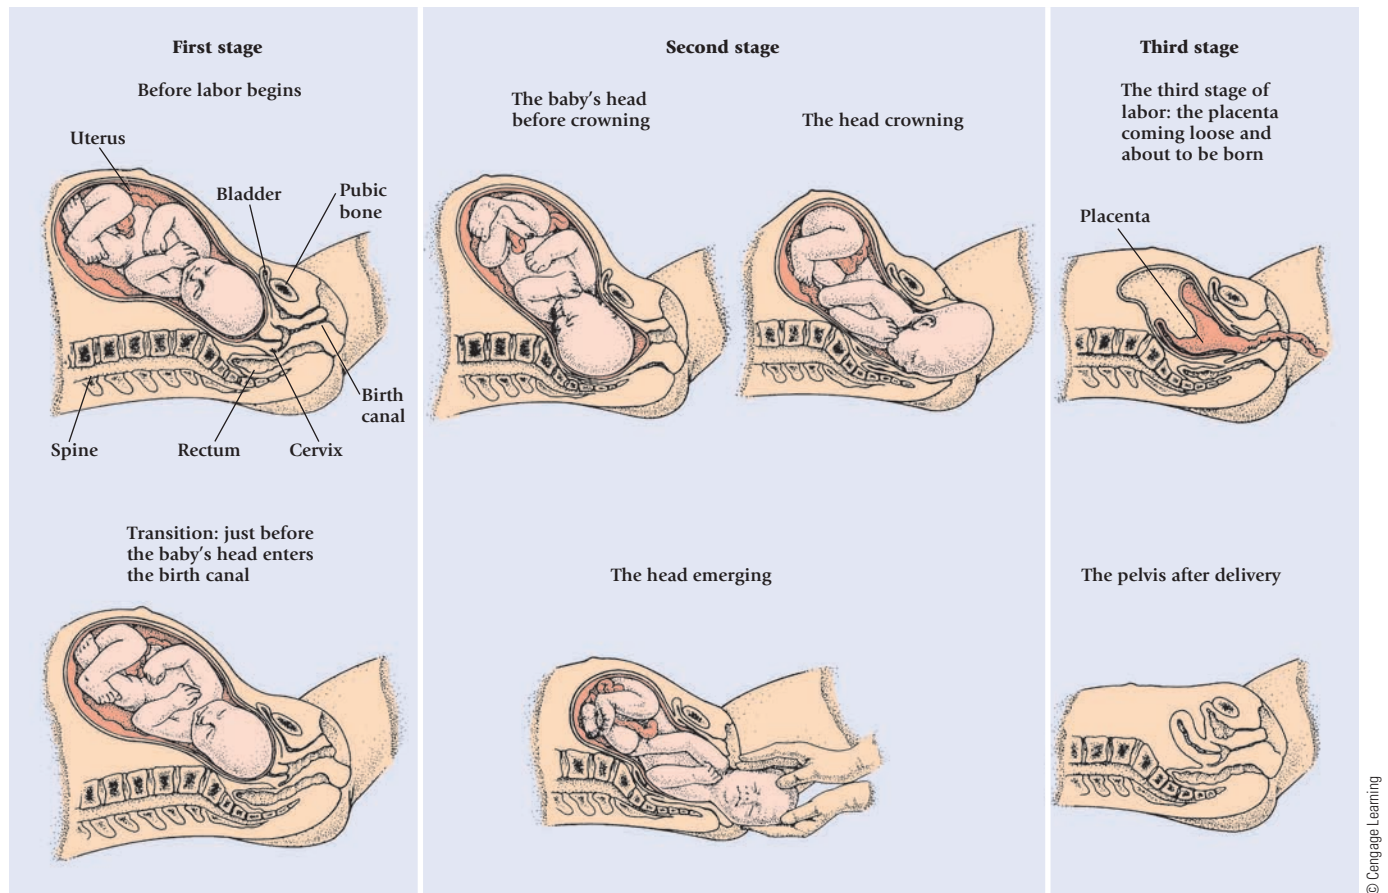 First stage
Before labor begins
Uterus
Bladder
Pubic
bone
Birth
canal
Spine
Rectum
Cervix
Transition: just before
the baby's head enters
the birth canal
Second stage
The baby's head
before crowning
The head crowning
The head emerging
Third stage
The third stage of
labor: the placenta
coming loose and
about to be born
Placenta
The pelvis after delivery
© Cengage Learning